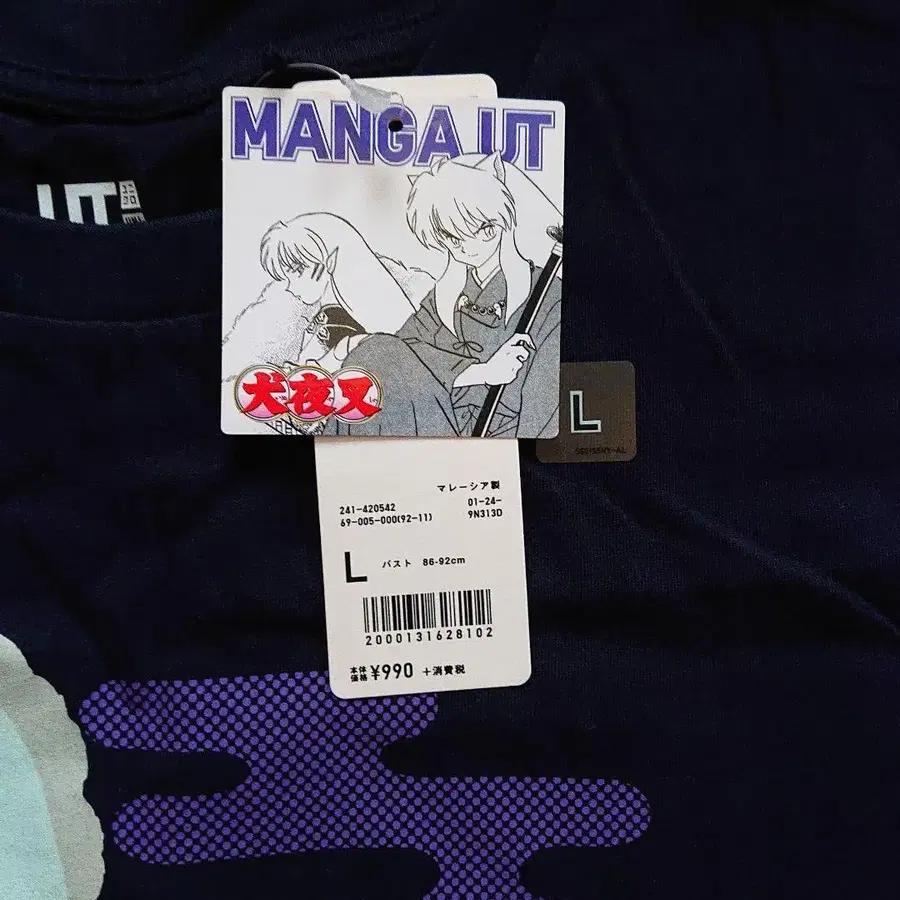 MANGA UT
UT
犬夜叉
L
マレーシア製
241-420542 01-24-
69-005-000(92-11) 9N313D
L バスト 86-92cm
2000131628102
本体価格 ¥990 +消費税